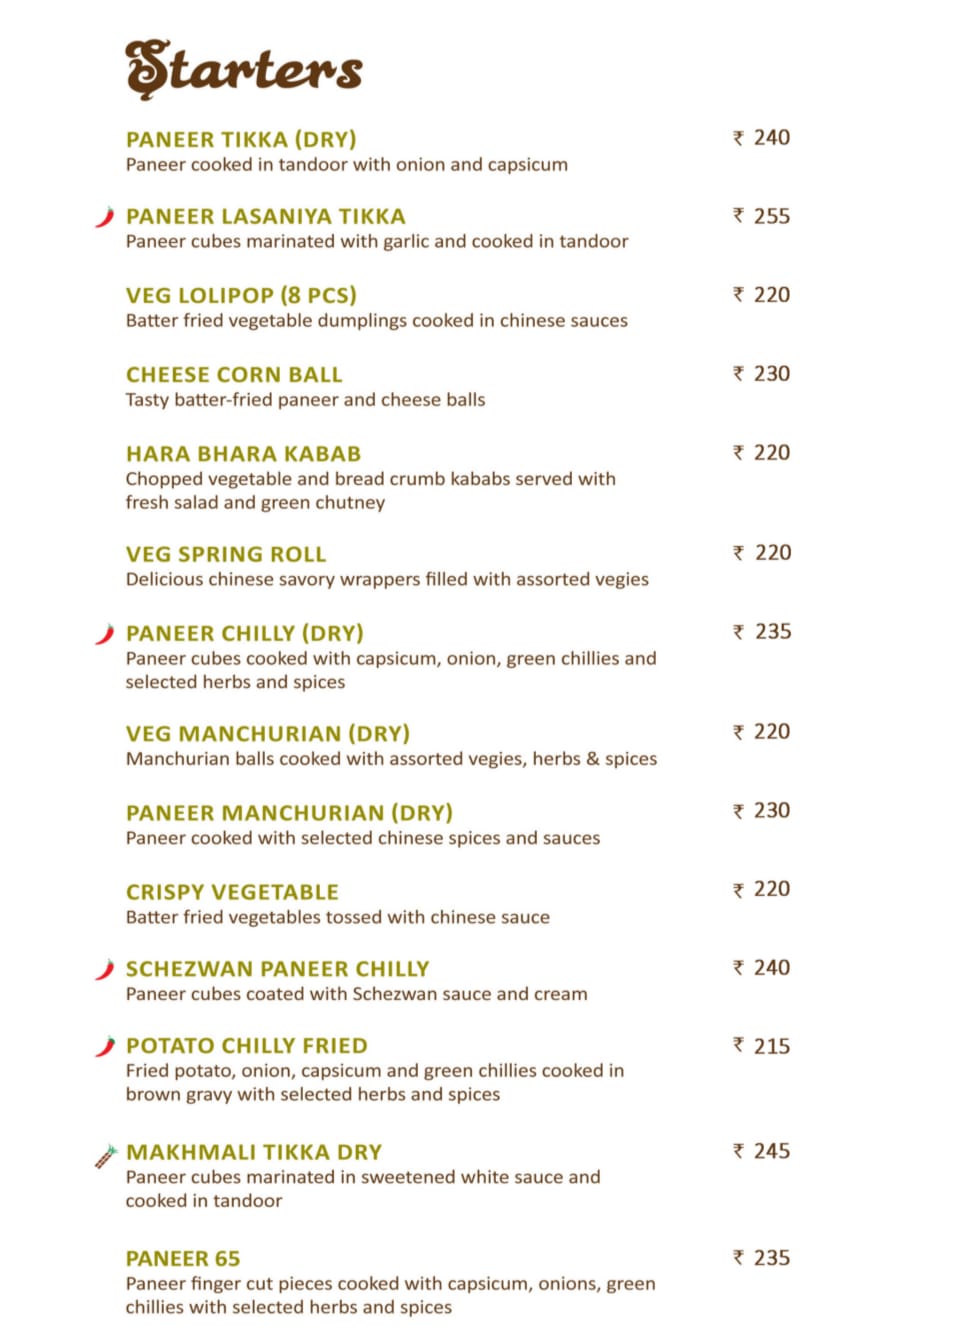 Starters
PANEER TIKKA (DRY) ₹ 240
Paneer cooked in tandoor with onion and capsicum
PANEER LASANIYA TIKKA ₹ 255
Paneer cubes marinated with garlic and cooked in tandoor
VEG LOLIPOP (8 PCS) ₹ 220
Batter fried vegetable dumplings cooked in chinese sauces
CHEESE CORN BALL ₹ 230
Tasty batter-fried paneer and cheese balls
HARA BHARA KABAB ₹ 220
Chopped vegetable and bread crumb kababs served with
fresh salad and green chutney
VEG SPRING ROLL ₹ 220
Delicious chinese savory wrappers filled with assorted vegies
PANEER CHILLY (DRY) ₹ 235
Paneer cubes cooked with capsicum, onion, green chillies and
selected herbs and spices
VEG MANCHURIAN (DRY) ₹ 220
Manchurian balls cooked with assorted vegies, herbs & spices
PANEER MANCHURIAN (DRY) ₹ 230
Paneer cooked with selected chinese spices and sauces
CRISPY VEGETABLE ₹ 220
Batter fried vegetables tossed with chinese sauce
SCHEZWAN PANEER CHILLY ₹ 240
Paneer cubes coated with Schezwan sauce and cream
POTATO CHILLY FRIED ₹ 215
Fried potato, onion, capsicum and green chillies cooked in
brown gravy with selected herbs and spices
MAKHMALI TIKKA DRY ₹ 245
Paneer cubes marinated in sweetened white sauce and
cooked in tandoor
PANEER 65 ₹ 235
Paneer finger cut pieces cooked with capsicum, onions, green
chillies with selected herbs and spices